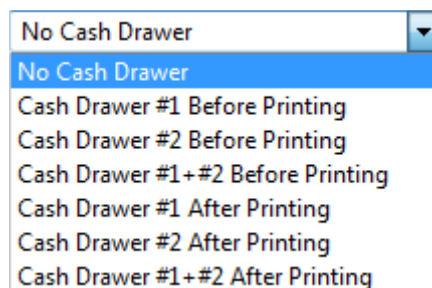 No Cash Drawer
No Cash Drawer
Cash Drawer #1 Before Printing
Cash Drawer #2 Before Printing
Cash Drawer #1+#2 Before Printing
Cash Drawer #1 After Printing
Cash Drawer #2 After Printing
Cash Drawer #1+#2 After Printing